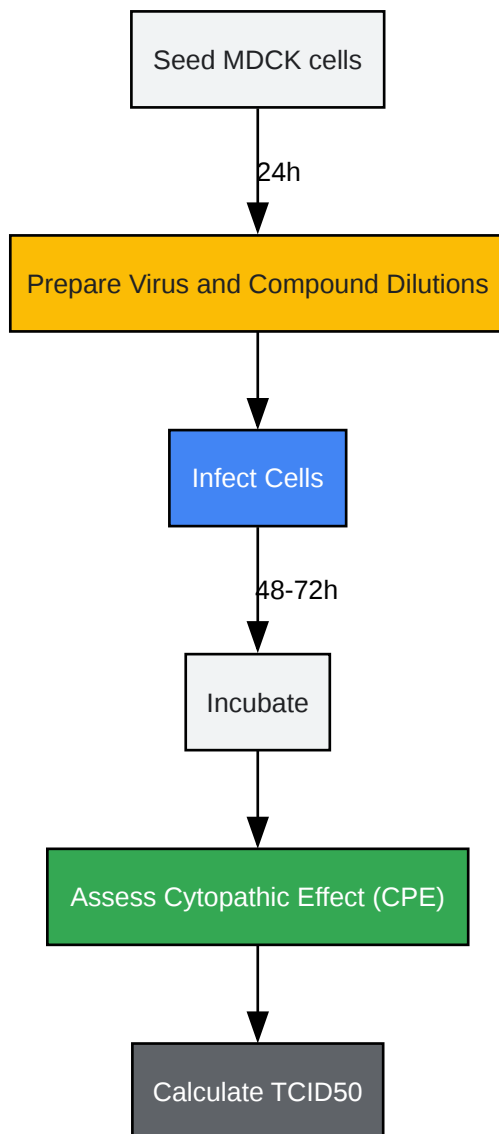 Seed MDCK cells
24h
Prepare Virus and Compound Dilutions
Infect Cells
48-72h
Incubate
Assess Cytopathic Effect (CPE)
Calculate TCID50